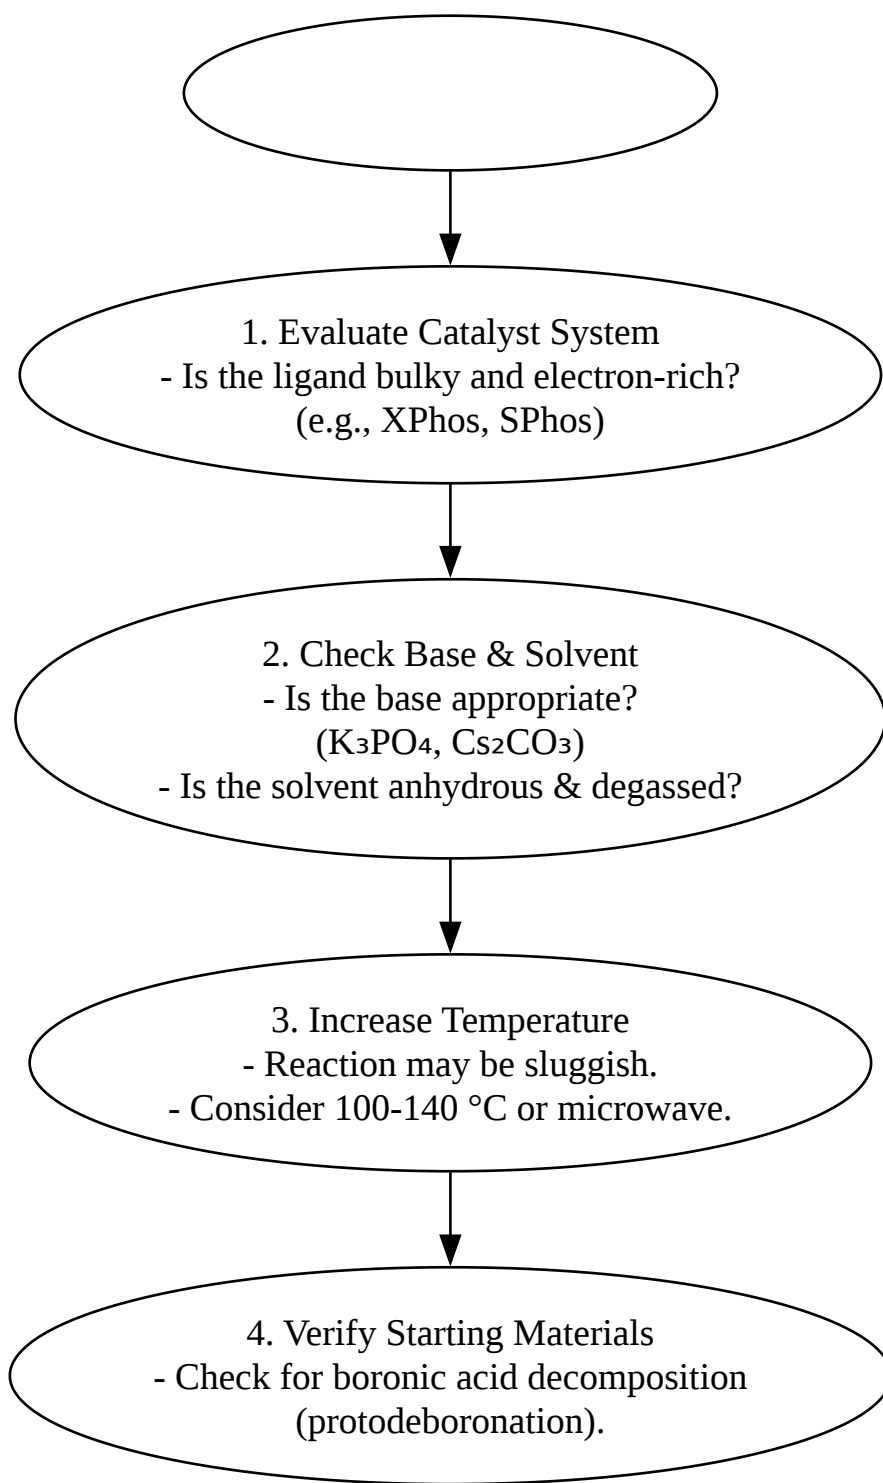 1. Evaluate Catalyst System
- Is the ligand bulky and electron-rich?
(e.g., XPhos, SPhos)
2. Check Base & Solvent
- Is the base appropriate?
(K₃PO₄, Cs₂CO₃)
- Is the solvent anhydrous & degassed?
3. Increase Temperature
- Reaction may be sluggish.
- Consider 100-140 °C or microwave.
4. Verify Starting Materials
- Check for boronic acid decomposition
(protodeboronation).